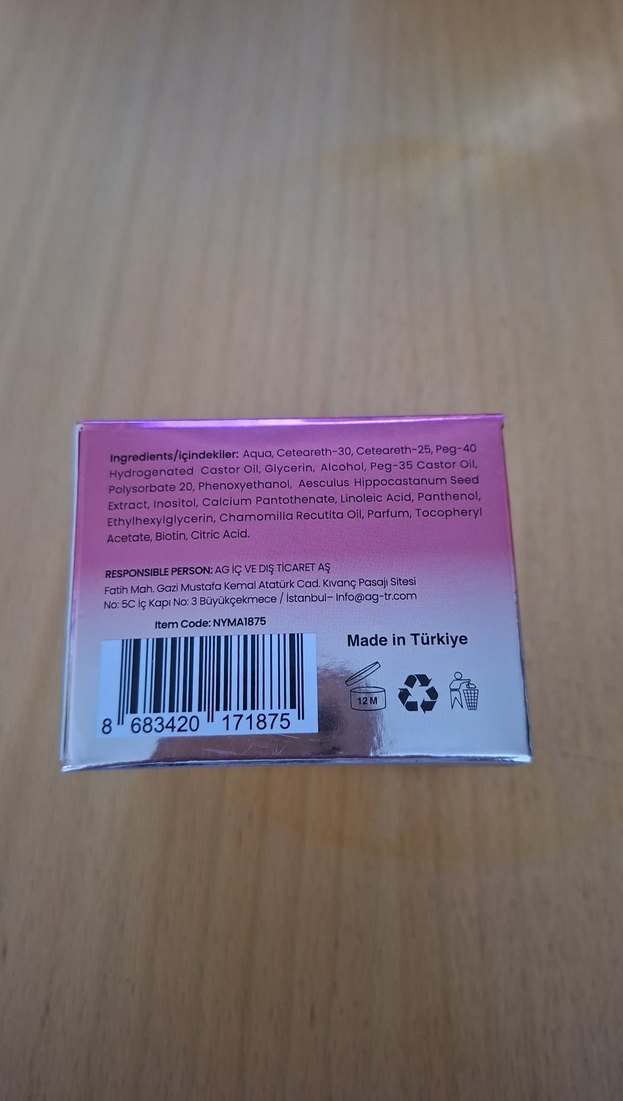 Ingredients/içindekiler: Aqua, Ceteareth-30, Ceteareth-25, Peg-40
Hydrogenated Castor Oil, Glycerin, Alcohol, Peg-35 Castor Oil,
Polysorbate 20, Phenoxyethanol, Aesculus Hippocastanum Seed
Extract, Inositol, Calcium Pantothenate, Linoleic Acid, Panthenol,
Ethylhexylglycerin, Chamomilla Recutita Oil, Parfum, Tocopheryl
Acetate, Biotin, Citric Acid.
RESPONSIBLE PERSON: AG İÇ VE DIŞ TİCARET AŞ
Fatih Mah. Gazi Mustafa Kemal Atatürk Cad. Kıvanç Pasajı Sitesi
No: 5C İç Kapı No: 3 Büyükçekmece / İstanbul– Info@ag-tr.com
Item Code: NYMA1875
Made in Türkiye
12 M
8 683420 171875